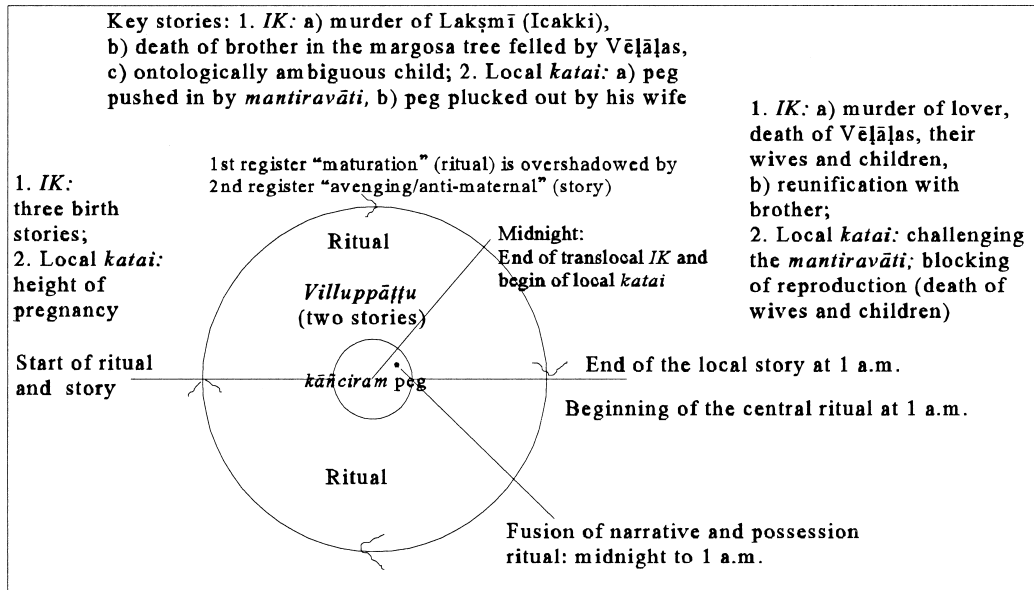 Key stories: 1. IK: a) murder of Lakṣmī (Icakki),
b) death of brother in the margosa tree felled by Vēḷāḷas,
c) ontologically ambiguous child; 2. Local katai: a) peg
pushed in by mantiravāti, b) peg plucked out by his wife
1. IK: a) murder of lover,
death of Vēḷāḷas, their
wives and children,
b) reunification with
brother;
2. Local katai: challenging
the mantiravāti; blocking
of reproduction (death of
wives and children)
1st register “maturation” (ritual) is overshadowed by
2nd register “avenging/anti-maternal” (story)
1. IK:
three birth
stories;
2. Local katai:
height of
pregnancy
Ritual
Midnight:
End of translocal IK and
begin of local katai
Villuppāṭṭu
(two stories)
Start of ritual
and story
kāñciram peg
End of the local story at 1 a.m.
Beginning of the central ritual at 1 a.m.
Ritual
Fusion of narrative and possession
ritual: midnight to 1 a.m.